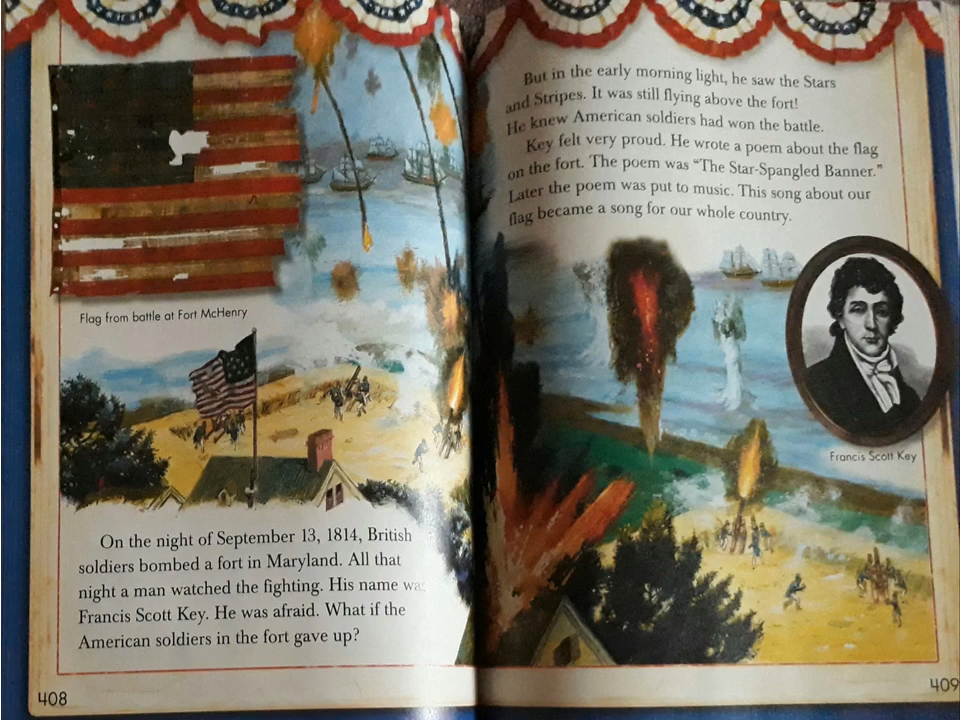 Flag from battle at Fort McHenry
On the night of September 13, 1814, British
soldiers bombed a fort in Maryland. All that
night a man watched the fighting. His name was
Francis Scott Key. He was afraid. What if the
American soldiers in the fort gave up?
408
But in the early morning light, he saw the Stars
and Stripes. It was still flying above the fort!
He knew American soldiers had won the battle.
Key felt very proud. He wrote a poem about the flag
on the fort. The poem was “The Star-Spangled Banner.”
Later the poem was put to music. This song about our
flag became a song for our whole country.
Francis Scott Key
409